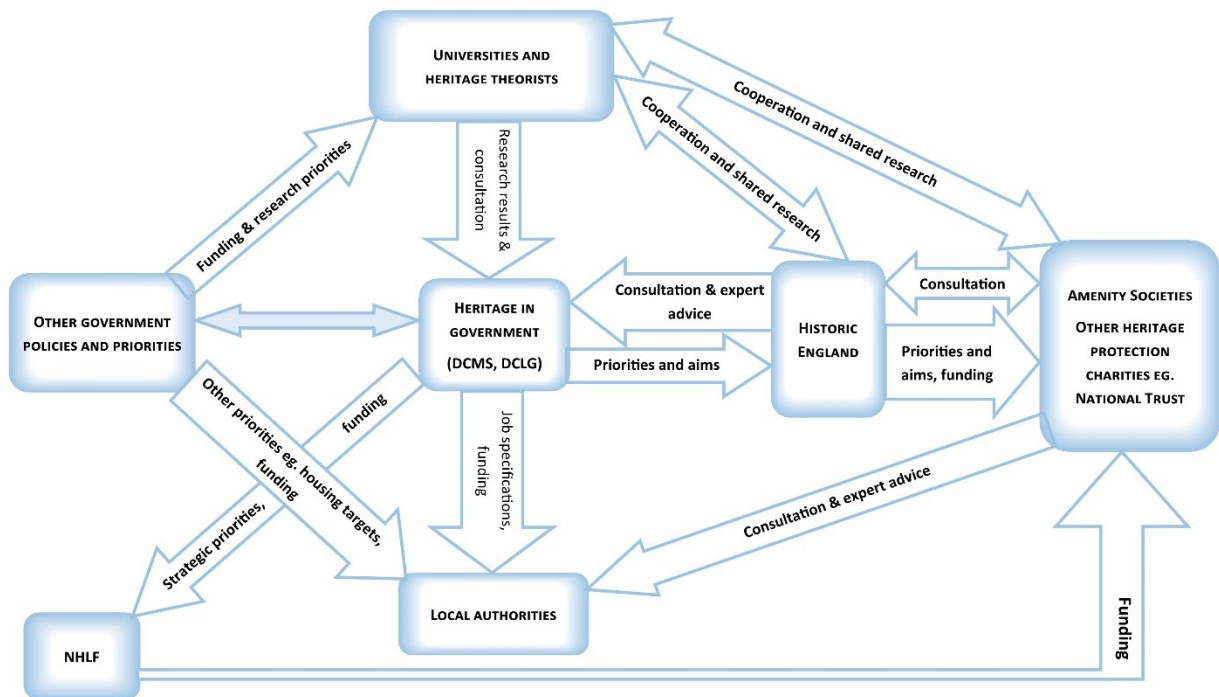 UNIVERSITIES AND
HERITAGE THEORISTS
Cooperation and shared research
Cooperation and shared research
Research results &
consultation
Funding & research priorities
OTHER GOVERNMENT
POLICIES AND PRIORITIES
HERITAGE IN
GOVERNMENT
(DCMS, DCLG)
Consultation & expert
advice
Priorities and aims
HISTORIC
ENGLAND
Consultation
Priorities and
aims, funding
AMENITY SOCIETIES
OTHER HERITAGE
PROTECTION
CHARITIES EG.
NATIONAL TRUST
Other priorities eg. housing targets,
funding
Strategic priorities,
funding
Job specifications,
funding
Consultation & expert advice
LOCAL AUTHORITIES
NHLF
Funding